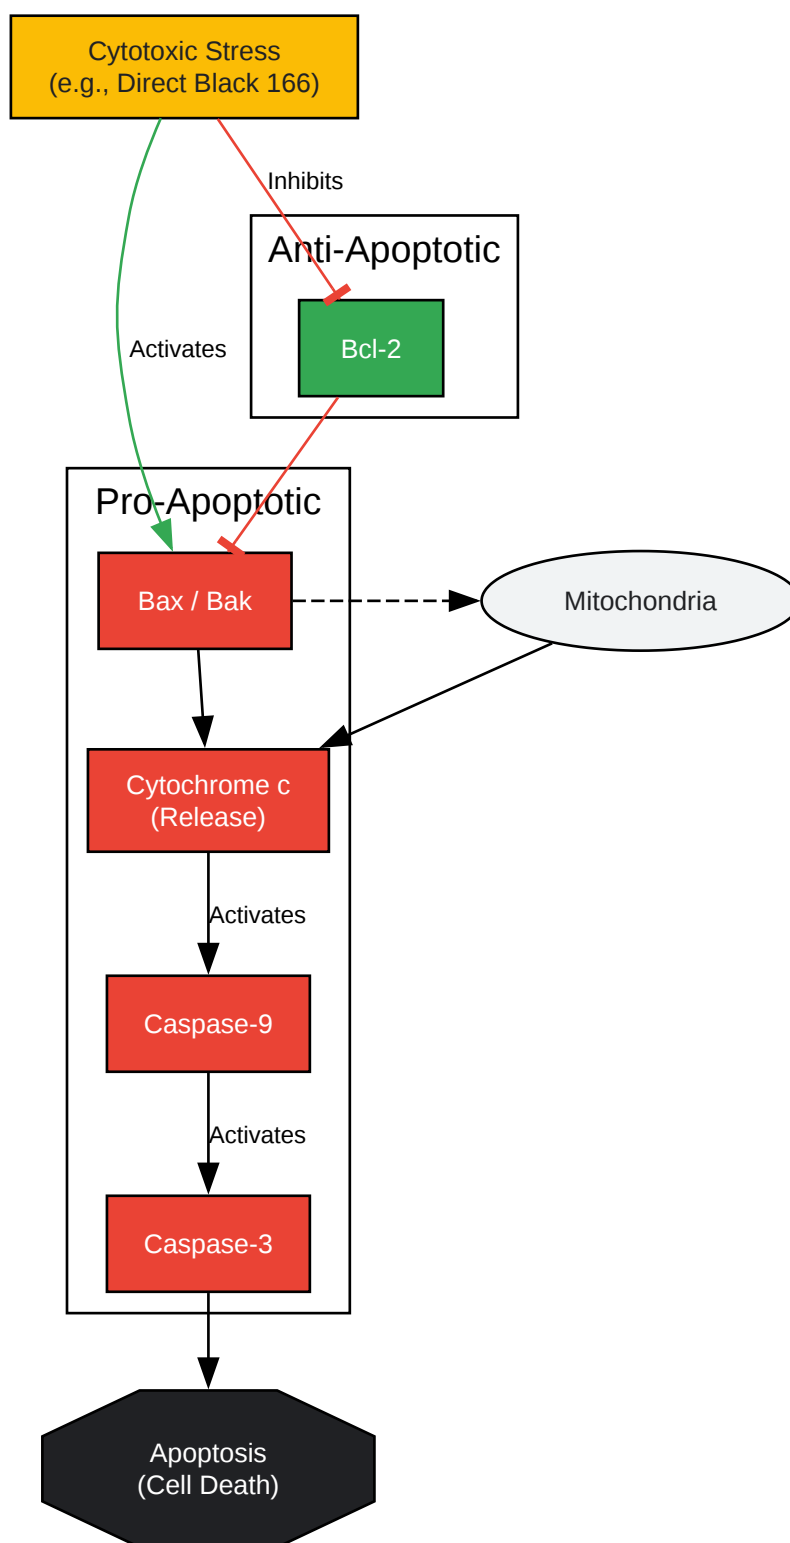 Cytotoxic Stress
(e.g., Direct Black 166)
Inhibits
Anti-Apoptotic
Activates
Bcl-2
Pro-Apoptotic
Bax / Bak
Mitochondria
Cytochrome c
(Release)
Activates
Caspase-9
Activates
Caspase-3
Apoptosis
(Cell Death)